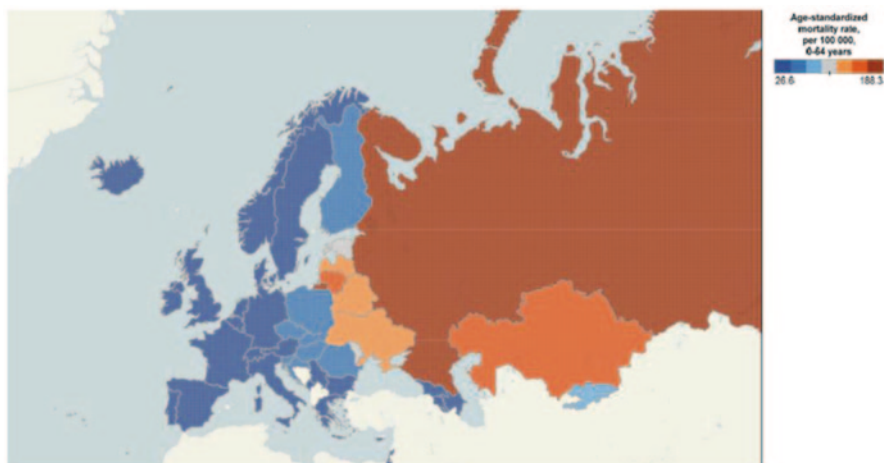 Age-standardized
mortality rate,
per 100 000,
0-64 years
26.6 188.3